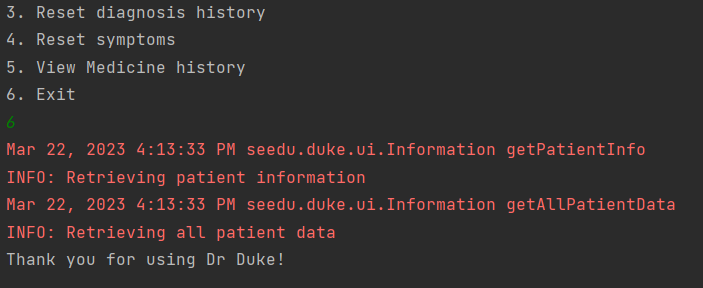 3. Reset diagnosis history
4. Reset symptoms
5. View Medicine history
6. Exit
6
Mar 22, 2023 4:13:33 PM seedu.duke.ui.Information getPatientInfo
INFO: Retrieving patient information
Mar 22, 2023 4:13:33 PM seedu.duke.ui.Information getAllPatientData
INFO: Retrieving all patient data
Thank you for using Dr Duke!